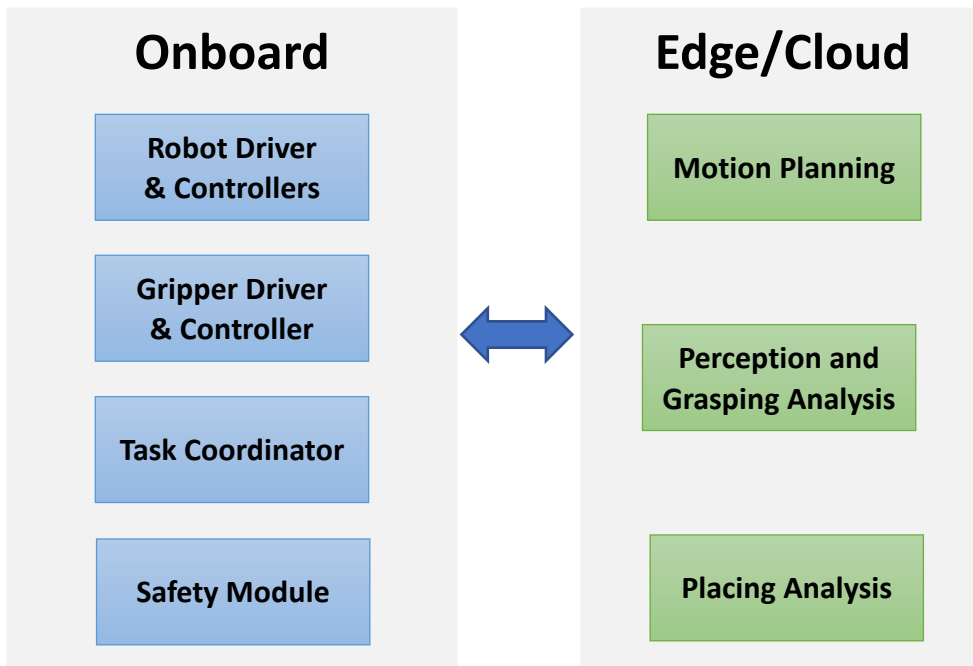 Onboard
Robot Driver
& Controllers
Gripper Driver
& Controller
Task Coordinator
Safety Module
Edge/Cloud
Motion Planning
Perception and
Grasping Analysis
Placing Analysis